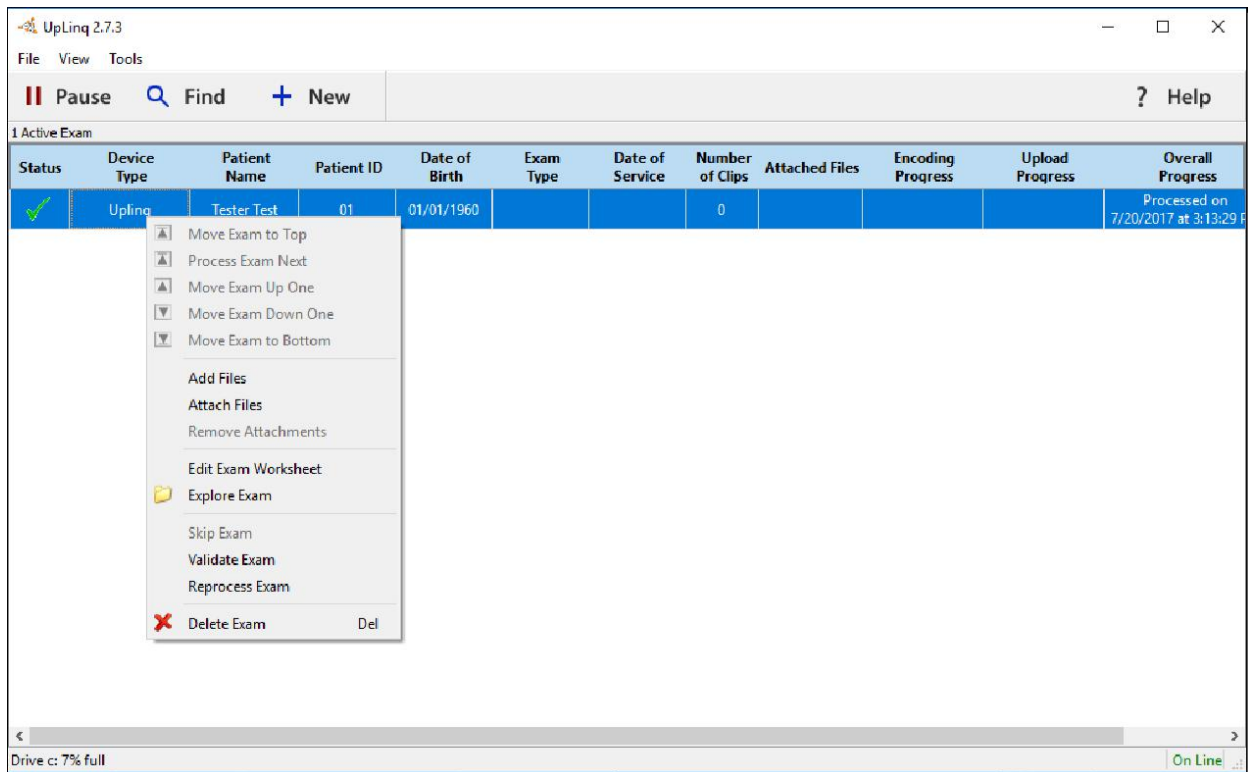 UpLinq 2.7.3
File View Tools
Pause Find New ? Help
1 Active Exam
Status Device Type Patient Name Patient ID Date of Birth Exam Type Date of Service Number of Clips Attached Files Encoding Progress Upload Progress Overall Progress
Uplinq Tester Test 01 01/01/1960 0 Processed on
7/20/2017 at 3:13:29
Move Exam to Top
Process Exam Next
Move Exam Up One
Move Exam Down One
Move Exam to Bottom
Add Files
Attach Files
Remove Attachments
Edit Exam Worksheet
Explore Exam
Skip Exam
Validate Exam
Reprocess Exam
Delete Exam Del
Drive c: 7% full On Line